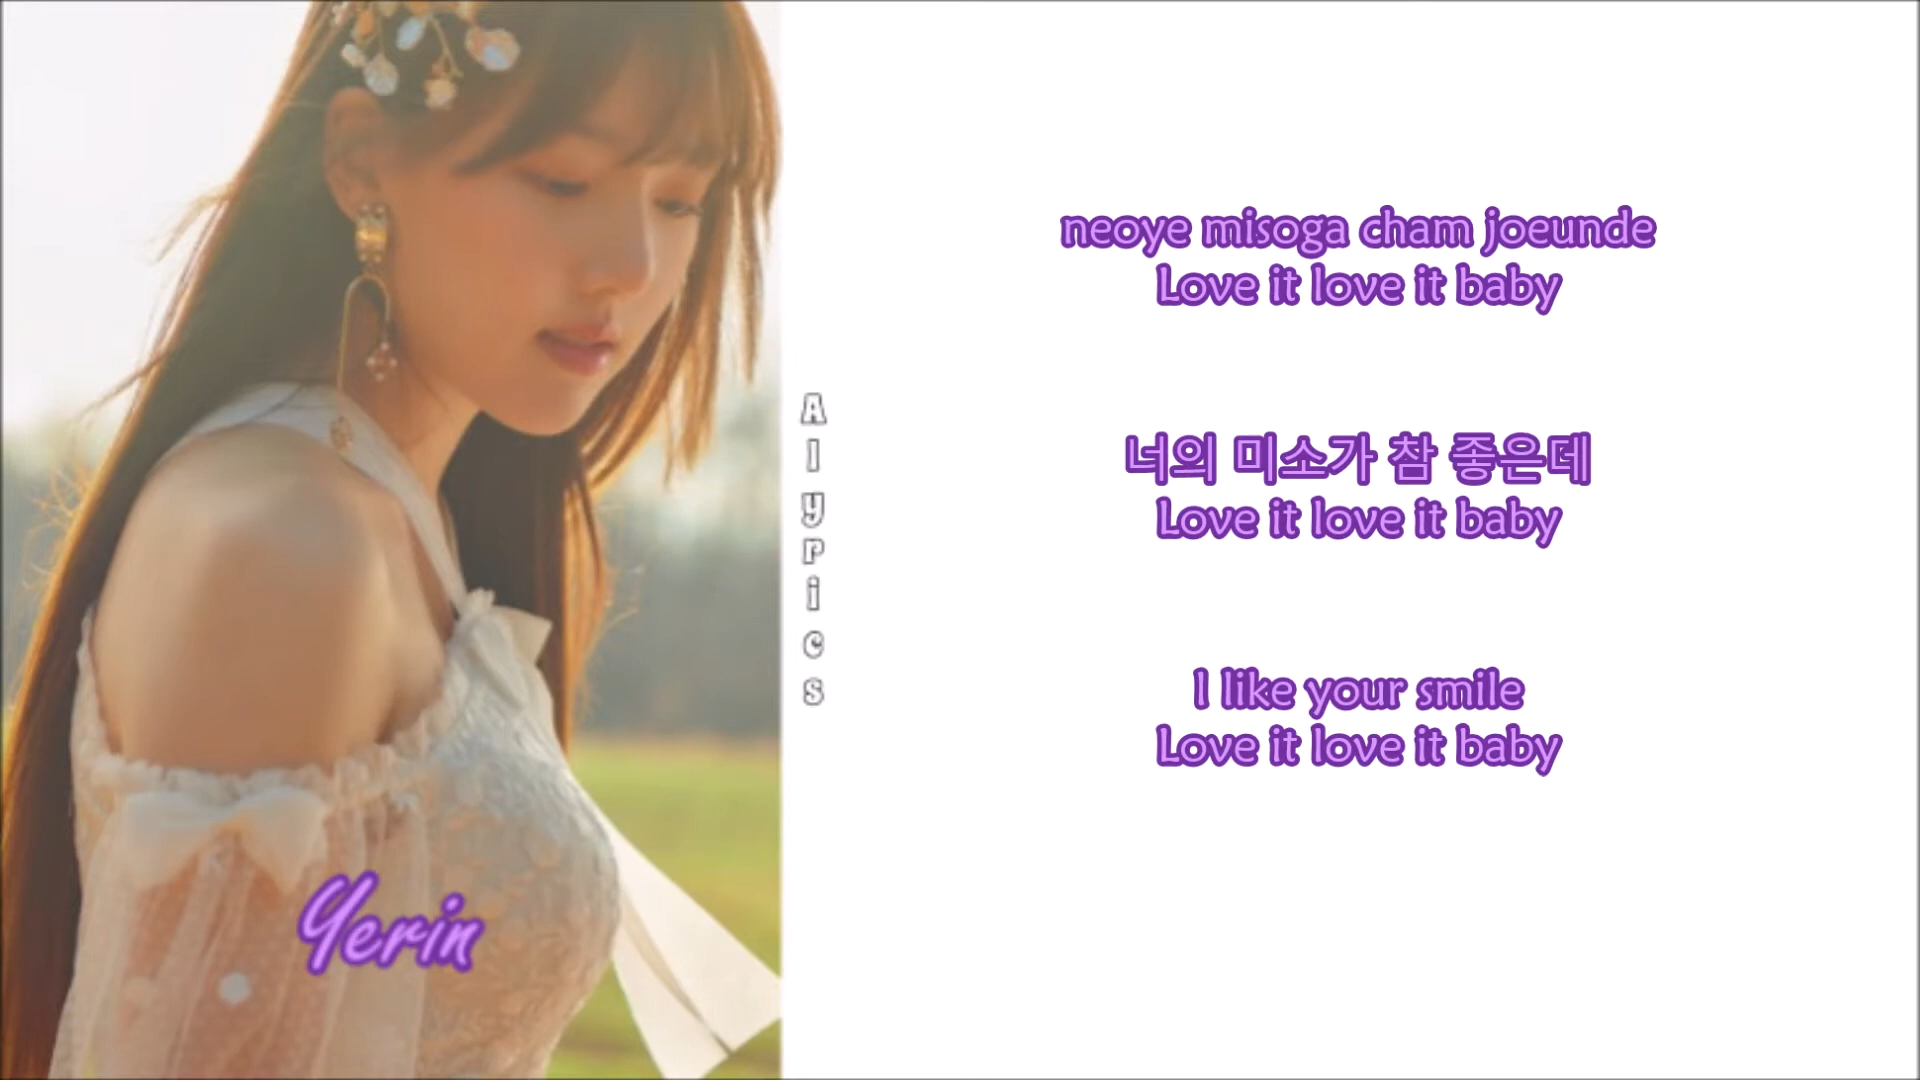 neoye misoga cham joeunde
Love it love it baby
너의 미소가 참 좋은데
Love it love it baby
I like your smile
Love it love it baby
Alyrics
Yerin